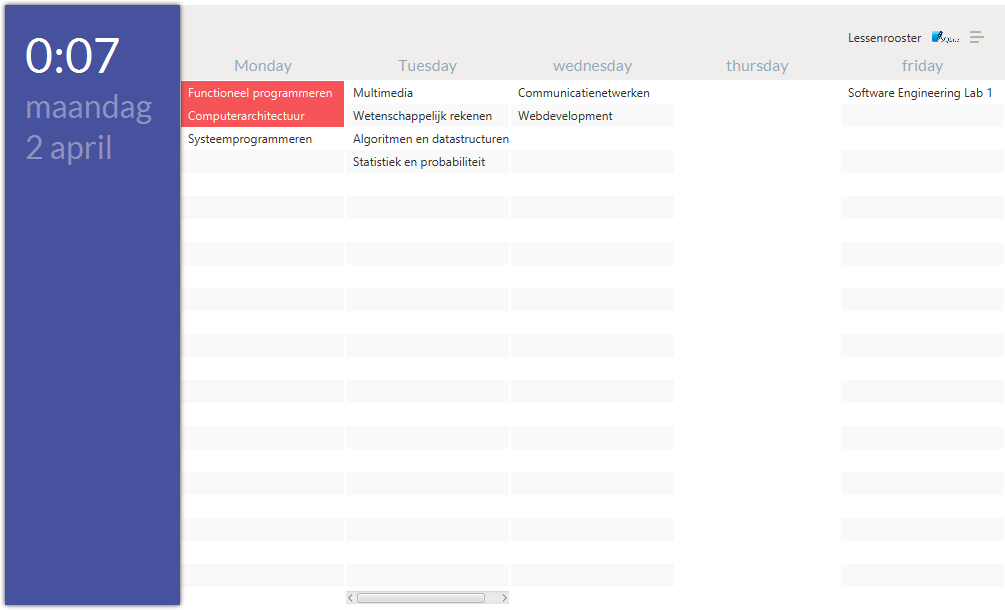 0:07
maandag
2 april
Lessenrooster
Monday
Tuesday
wednesday
thursday
friday
Functioneel programmeren
Multimedia
Communicatienetwerken
Software Engineering Lab 1
Computerarchitectuur
Wetenschappelijk rekenen
Webdevelopment
Systeemprogrammeren
Algoritmen en datastructuren
Statistiek en probabiliteit